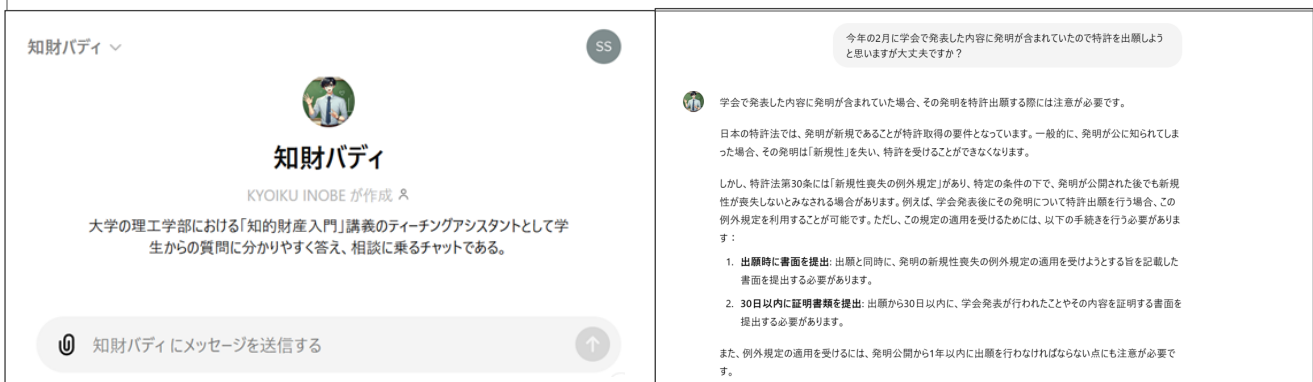 知財バディ
SS
知財バディ
KYOIKU INOBE が作成
大学の理工学部における「知的財産入門」講義のティーチングアシスタントとして学
生からの質問に分かりやすく答え、相談に乗るチャットである。
知財バディ にメッセージを送信する
今年の2月に学会で発表した内容に発明が含まれていたので特許を出願しよう
と思いますが大丈夫ですか？
学会で発表した内容に発明が含まれていた場合、その発明を特許出願する際には注意が必要です。
日本の特許法では、発明が新規であることが特許取得の要件となっています。一般的に、発明が公に知られてしま
った場合、その発明は「新規性」を失い、特許を受けることができなくなります。
しかし、特許法第30条には「新規性喪失の例外規定」があり、特定の条件の下で、発明が公開された後でも新規
性が喪失しないとみなされる場合があります。例えば、学会発表後にその発明について特許出願を行う場合、この
例外規定を利用することが可能です。ただし、この規定の適用を受けるためには、以下の手続きを行う必要がありま
す：
1. 出願時に書面を提出: 出願と同時に、発明の新規性喪失の例外規定の適用を受けようとする旨を記載した
書面を提出する必要があります。
2. 30日以内に証明書類を提出: 出願から30日以内に、学会発表が行われたことやその内容を証明する書面を
提出する必要があります。
また、例外規定の適用を受けるには、発明公開から1年以内に出願を行わなければならない点にも注意が必要で
す。